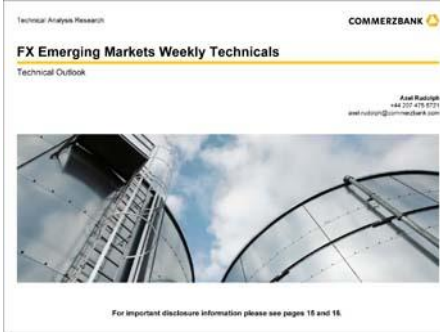 Technical Analysis Research
COMMERZBANK
FX Emerging Markets Weekly Technicals
Technical Outlook
Axel Rudolph
+44 207 475 5721
axel.rudolph@commerzbank.com
For important disclosure information please see pages 15 and 16.